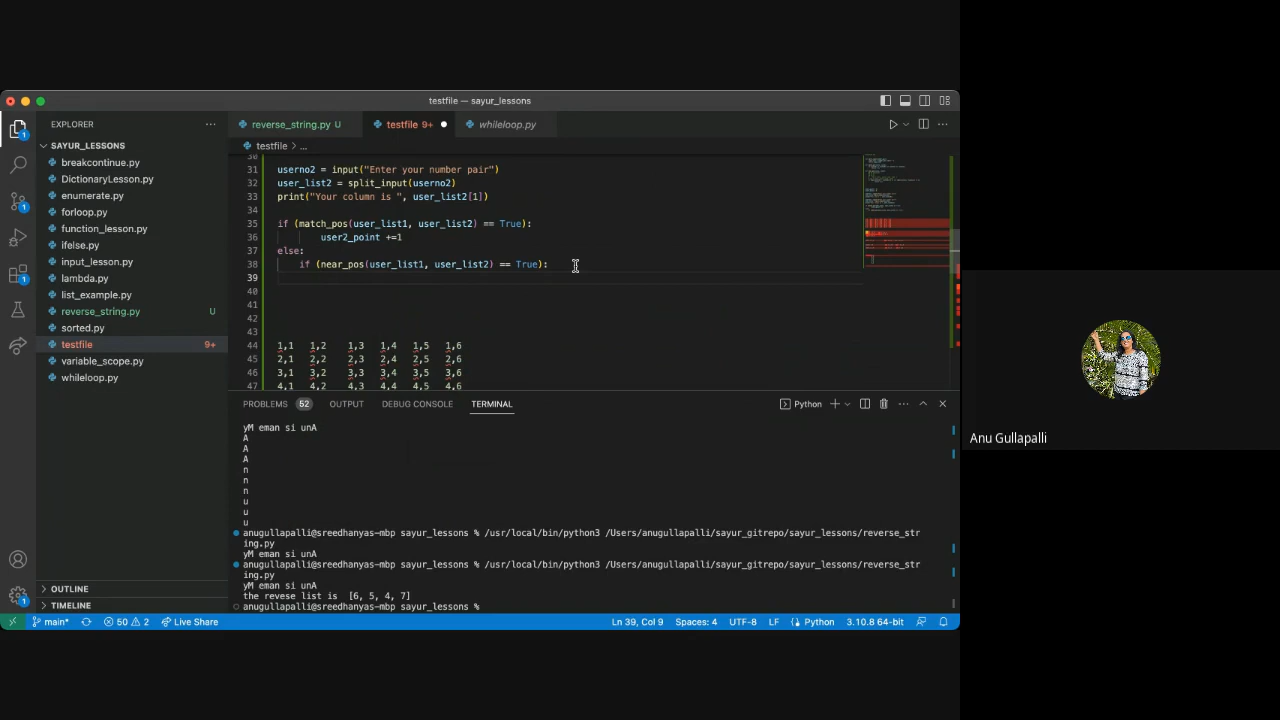 testfile — sayur_lessons
EXPLORER
reverse_string.py U
testfile 9+
whileloop.py
SAYUR_LESSONS
testfile > ...
breakcontinue.py
DictionaryLesson.py
enumerate.py
forloop.py
function_lesson.py
ifelse.py
input_lesson.py
lambda.py
list_example.py
reverse_string.py U
sorted.py
testfile 9+
variable_scope.py
whileloop.py
OUTLINE
TIMELINE
30
31 userno2 = input("Enter your number pair")
32 user_list2 = split_input(userno2)
33 print("Your column is ", user_list2[1])
34
35 if (match_pos(user_list1, user_list2) == True):
36 user2_point +=1
37 else:
38 if (near_pos(user_list1, user_list2) == True):
39
40
41
42
43
44 1,1 1,2 1,3 1,4 1,5 1,6
45 2,1 2,2 2,3 2,4 2,5 2,6
46 3,1 3,2 3,3 3,4 3,5 3,6
47 4,1 4,2 4,3 4,4 4,5 4,6
PROBLEMS 52 OUTPUT DEBUG CONSOLE TERMINAL Python
yM eman si unA
A
A
A
n
n
n
u
u
u
anugullapalli@sreedhanyas-mbp sayur_lessons % /usr/local/bin/python3 /Users/anugullapalli/sayur_gitrepo/sayur_lessons/reverse_str
ing.py
yM eman si unA
anugullapalli@sreedhanyas-mbp sayur_lessons % /usr/local/bin/python3 /Users/anugullapalli/sayur_gitrepo/sayur_lessons/reverse_str
ing.py
yM eman si unA
the revese list is [6, 5, 4, 7]
anugullapalli@sreedhanyas-mbp sayur_lessons %
main* 50 2 Live Share Ln 39, Col 9 Spaces: 4 UTF-8 LF Python 3.10.8 64-bit
Anu Gullapalli